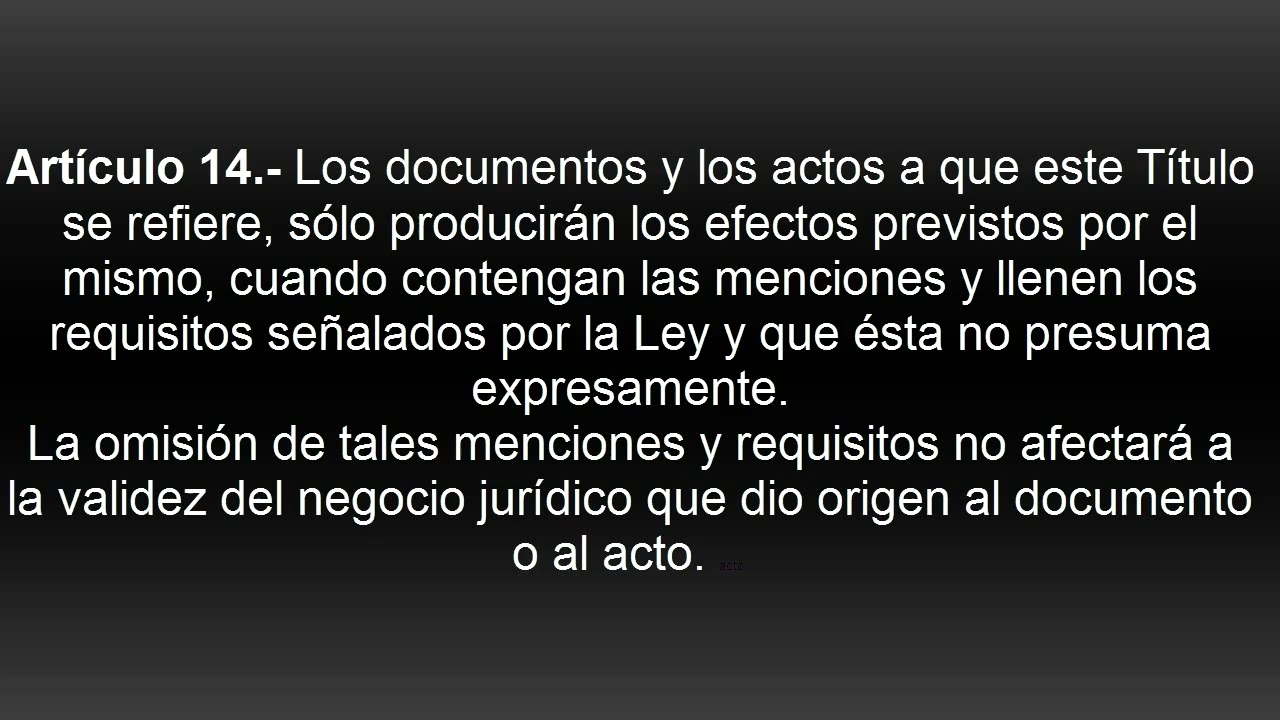 Artículo 14.- Los documentos y los actos a que este Título
se refiere, sólo producirán los efectos previstos por el
mismo, cuando contengan las menciones y llenen los
requisitos señalados por la Ley y que ésta no presuma
expresamente.
La omisión de tales menciones y requisitos no afectará a
la validez del negocio jurídico que dio origen al documento
o al acto. acto